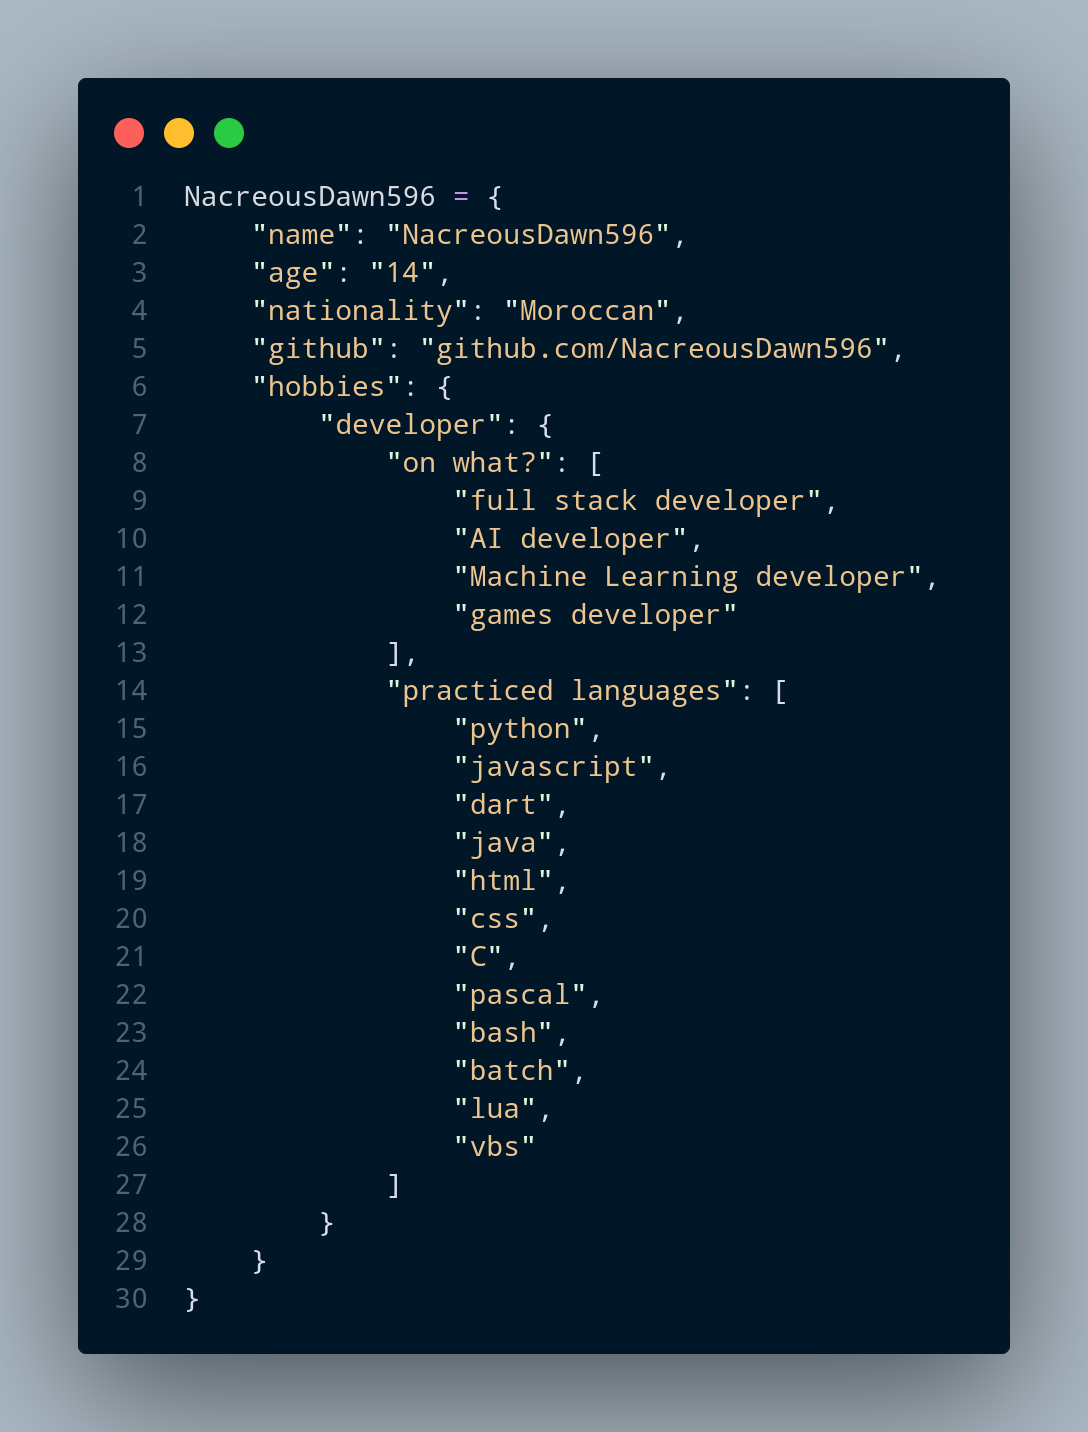 1 NacreousDawn596 = {
2     "name": "NacreousDawn596",
3     "age": "14",
4     "nationality": "Moroccan",
5     "github": "github.com/NacreousDawn596",
6     "hobbies": {
7         "developer": {
8             "on what?": [
9                 "full stack developer",
10                 "AI developer",
11                 "Machine Learning developer",
12                 "games developer"
13             ],
14             "practiced languages": [
15                 "python",
16                 "javascript",
17                 "dart",
18                 "java",
19                 "html",
20                 "css",
21                 "C",
22                 "pascal",
23                 "bash",
24                 "batch",
25                 "lua",
26                 "vbs"
27             ]
28         }
29     }
30 }